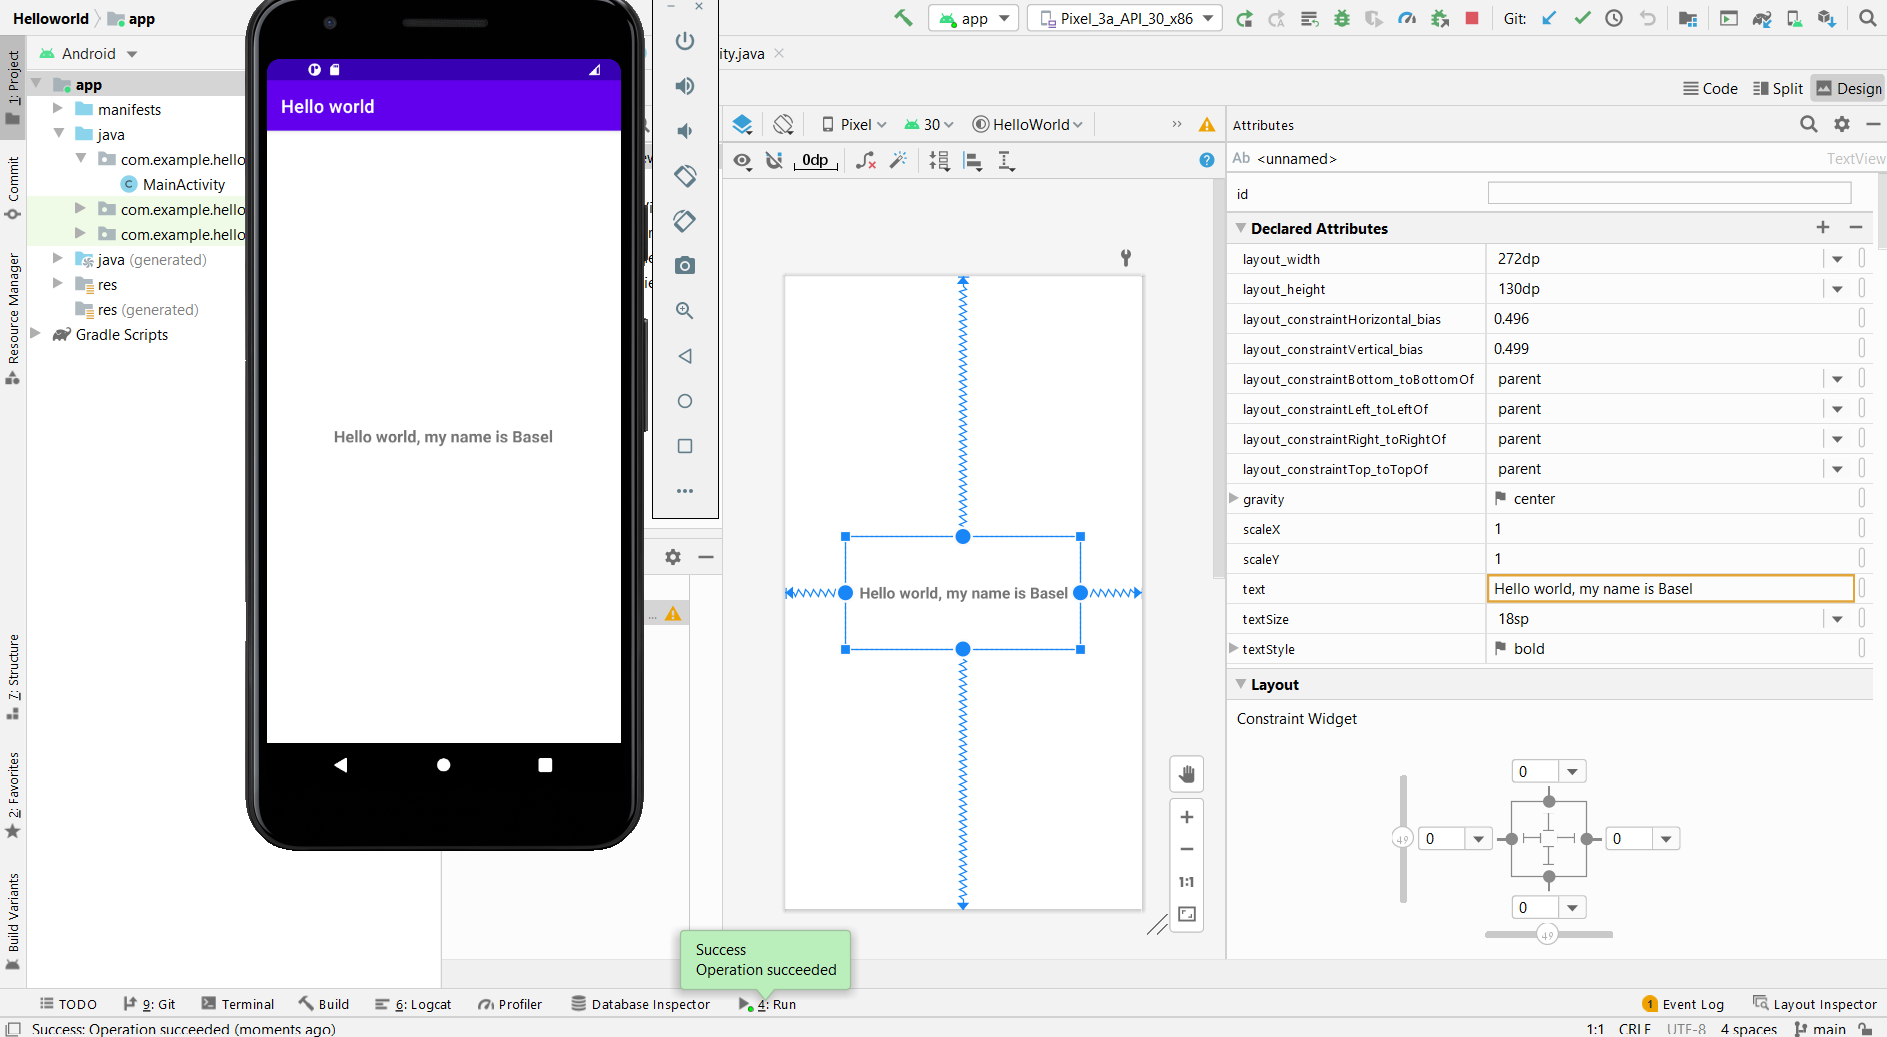 Helloworld
app
app
Pixel_3a_API_30_x86
Git:
Android
ity.java
Code
Split
Design
1: Project
Commit
Resource Manager
7: Structure
2: Favorites
Build Variants
app
manifests
java
com.example.hello
MainActivity
com.example.hello
com.example.hello
java (generated)
res
res (generated)
Gradle Scripts
Hello world
Hello world, my name is Basel
Pixel
30
HelloWorld
0dp
Hello world, my name is Basel
1:1
Attributes
Ab <unnamed>
TextView
id
Declared Attributes
layout_width 272dp
layout_height 130dp
layout_constraintHorizontal_bias 0.496
layout_constraintVertical_bias 0.499
layout_constraintBottom_toBottomOf parent
layout_constraintLeft_toLeftOf parent
layout_constraintRight_toRightOf parent
layout_constraintTop_toTopOf parent
gravity center
scaleX 1
scaleY 1
text Hello world, my name is Basel
textSize 18sp
textStyle bold
Layout
Constraint Widget
0
49
0
0
0
49
Success
Operation succeeded
TODO
9: Git
Terminal
Build
6: Logcat
Profiler
Database Inspector
4: Run
1 Event Log
Layout Inspector
Success: Operation succeeded (moments ago)
1:1 CRLF UTF-8 4 spaces main